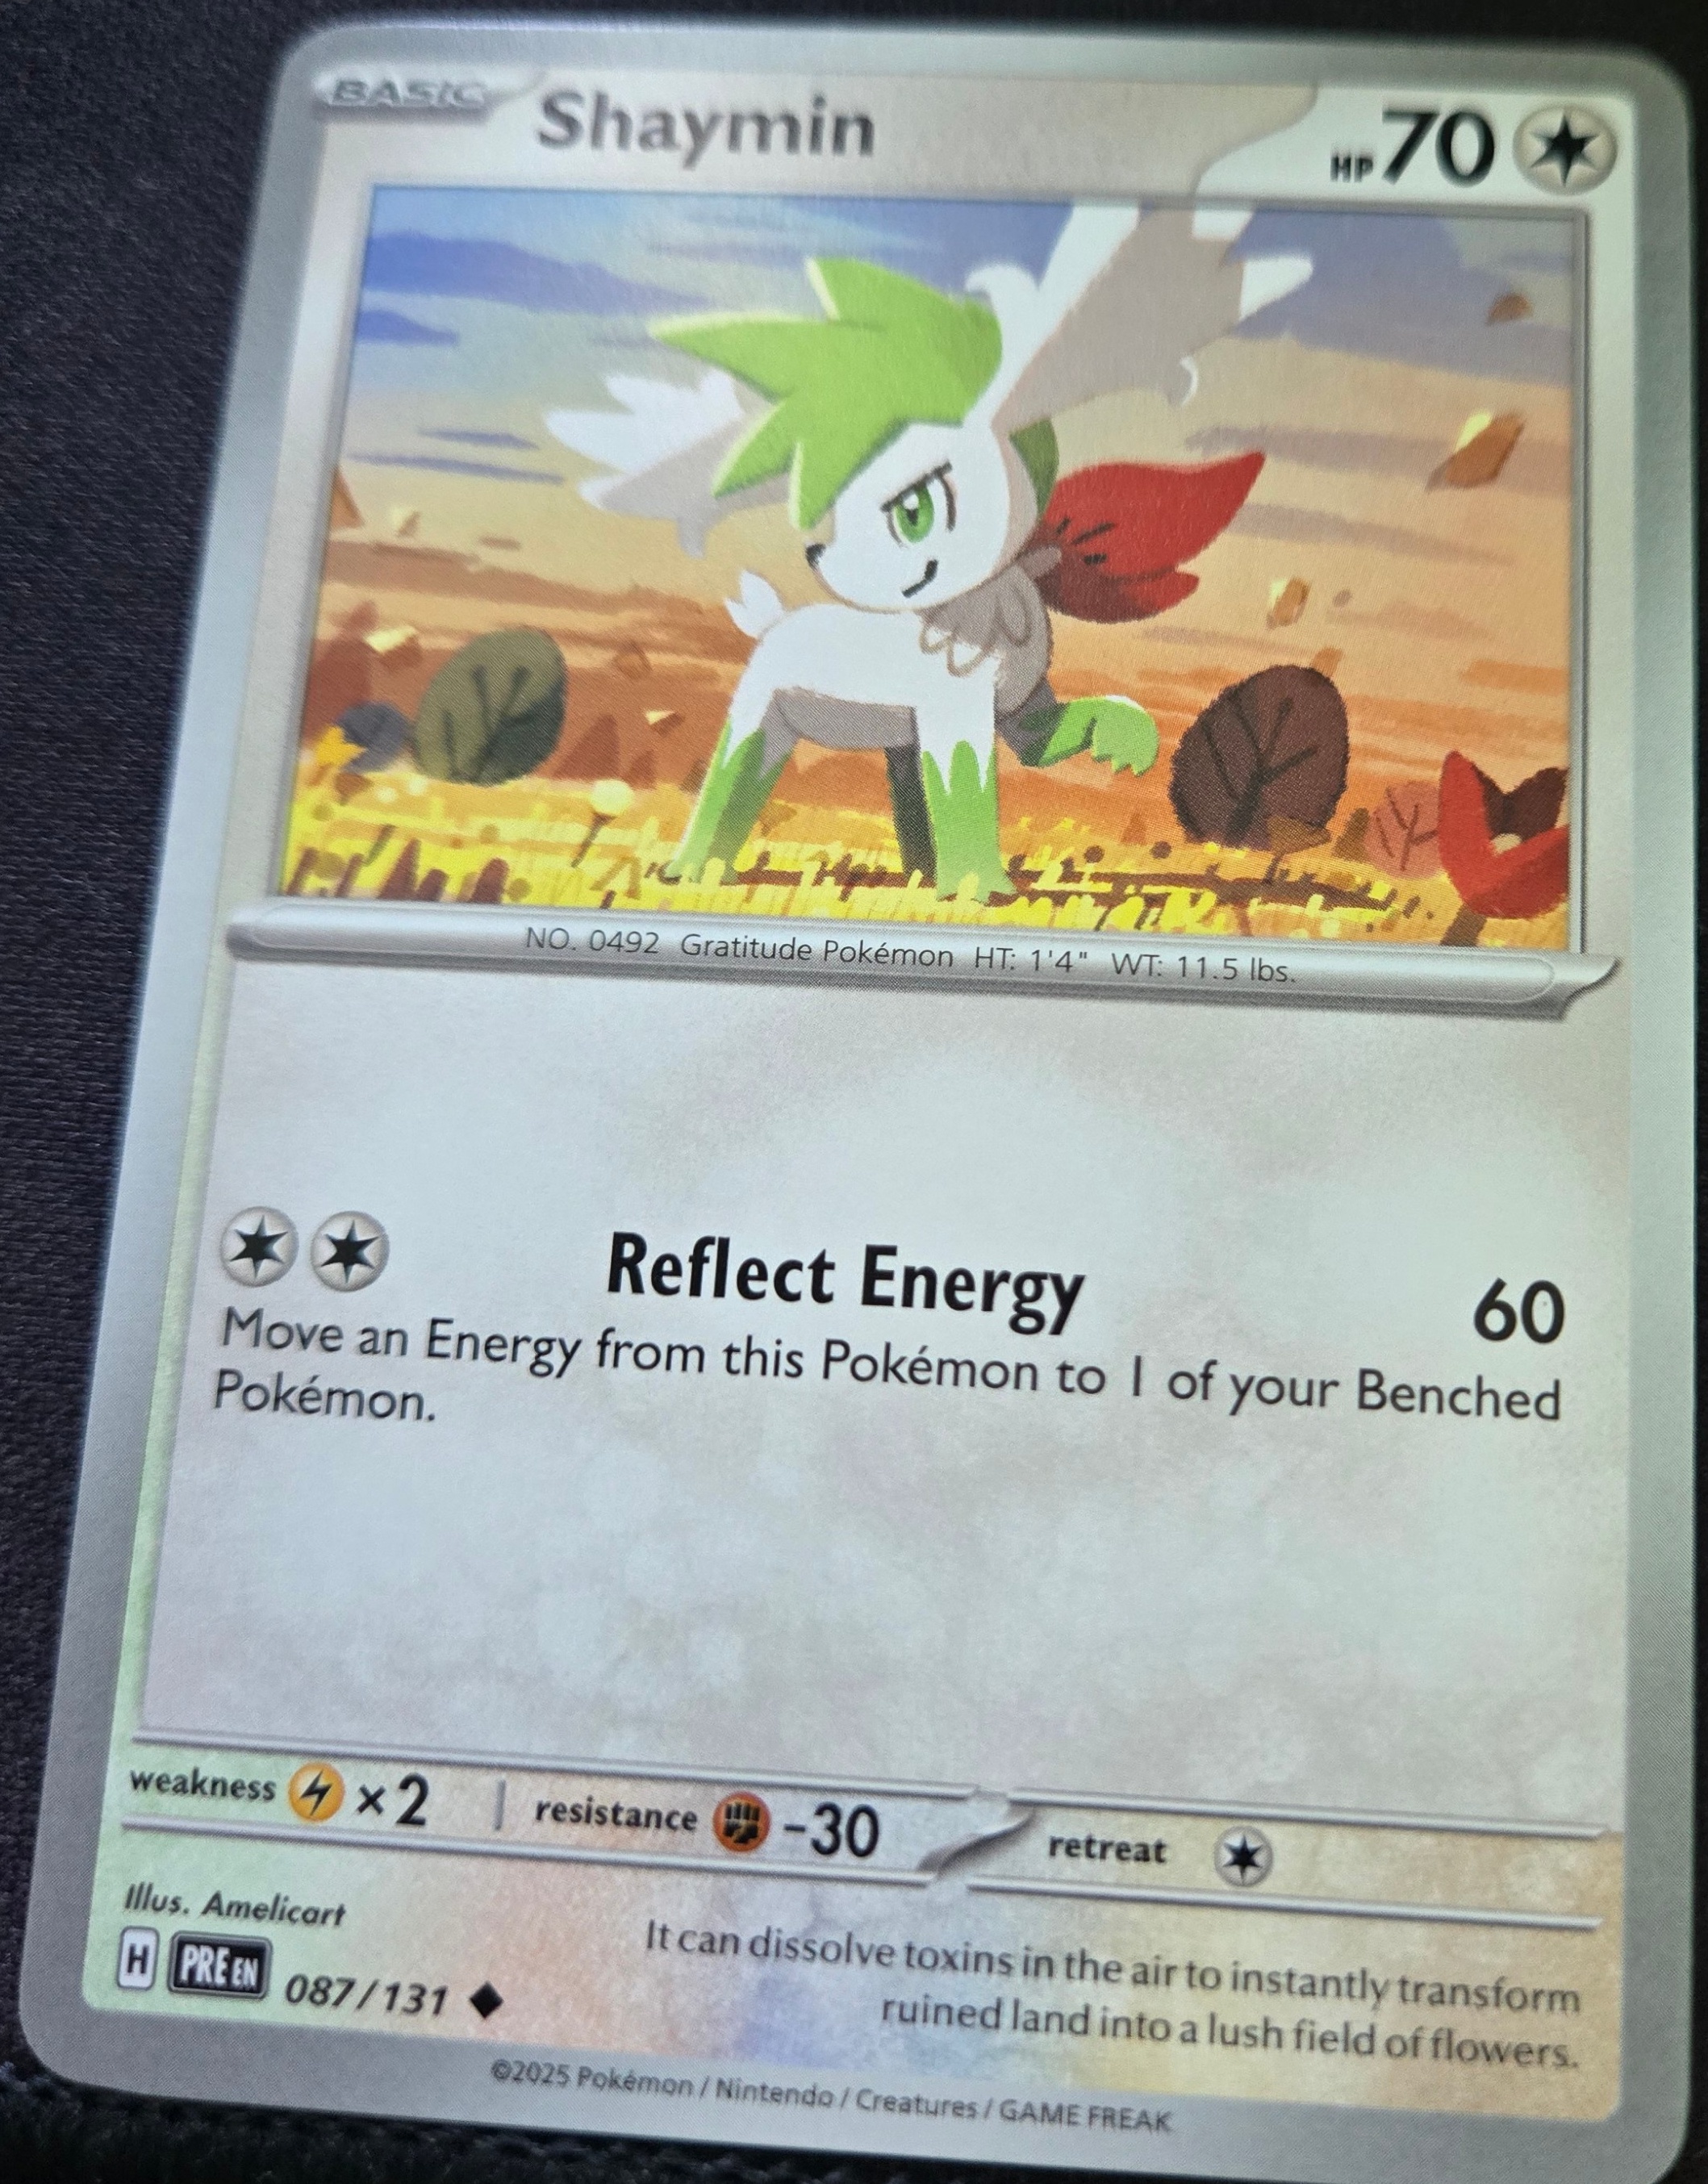 BASIC Shaymin HP 70
NO. 0492 Gratitude Pokémon HT: 1'4" WT: 11.5 lbs.
Reflect Energy 60
Move an Energy from this Pokémon to 1 of your Benched
Pokémon.
weakness ×2 resistance -30 retreat
Illus. Amelicart
H PRE EN 087/131
It can dissolve toxins in the air to instantly transform
ruined land into a lush field of flowers.
©2025 Pokémon / Nintendo / Creatures / GAME FREAK